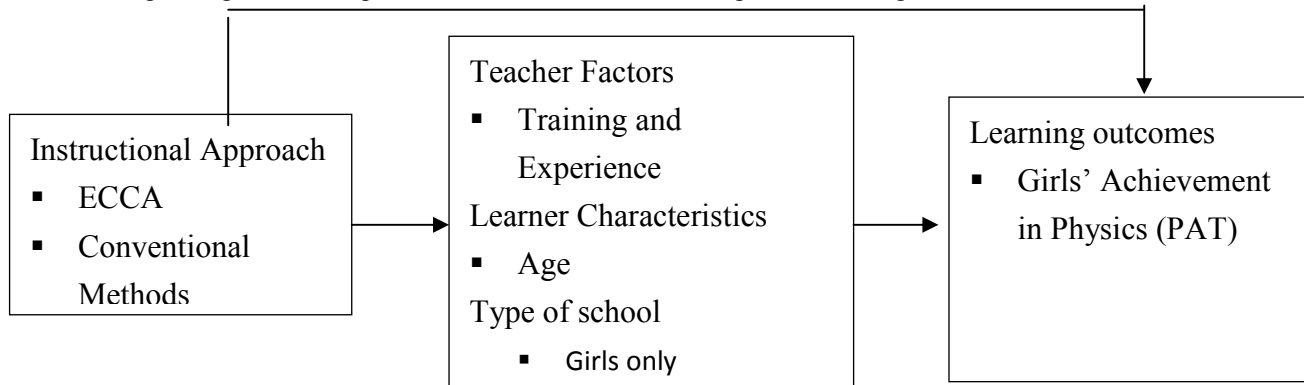 Instructional Approach
▪ ECCA
▪ Conventional
Methods
Teacher Factors
▪ Training and
Experience
Learner Characteristics
▪ Age
Type of school
▪ Girls only
Learning outcomes
▪ Girls’ Achievement
in Physics (PAT)